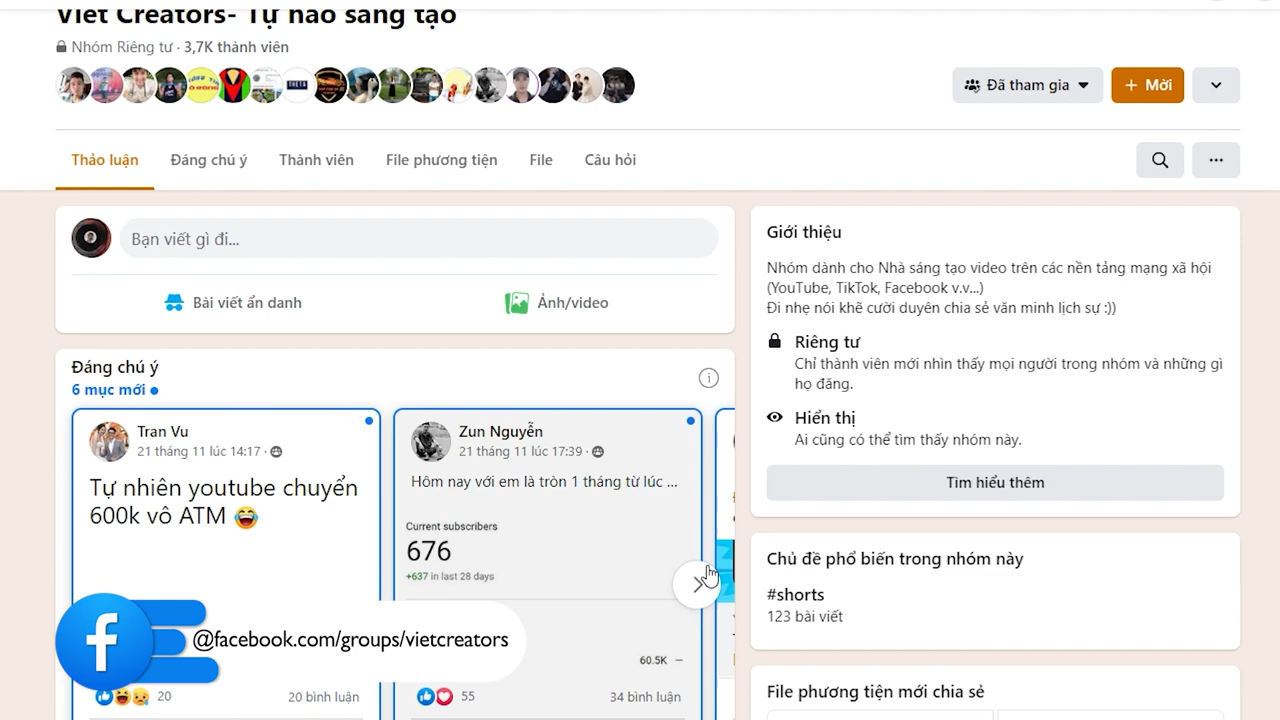 Viet Creators- Tự hào sáng tạo
Nhóm Riêng tư · 3,7K thành viên
Đã tham gia
+ Mời
Thảo luận
Đáng chú ý
Thành viên
File phương tiện
File
Câu hỏi
Bạn viết gì đi...
Bài viết ẩn danh
Ảnh/video
Đáng chú ý
6 mục mới
Tran Vu
21 tháng 11 lúc 14:17 ·
Tự nhiên youtube chuyển
600k vô ATM 😂
20
20 bình luận
Zun Nguyễn
21 tháng 11 lúc 17:39 ·
Hôm nay với em là tròn 1 tháng từ lúc ...
Current subscribers
676
+637 in last 28 days
60.5K –
55
34 bình luận
@facebook.com/groups/vietcreators
Giới thiệu
Nhóm dành cho Nhà sáng tạo video trên các nền tảng mạng xã hội
(YouTube, TikTok, Facebook v.v...)
Đi nhẹ nói khẽ cười duyên chia sẻ văn minh lịch sự :))
Riêng tư
Chỉ thành viên mới nhìn thấy mọi người trong nhóm và những gì
họ đăng.
Hiển thị
Ai cũng có thể tìm thấy nhóm này.
Tìm hiểu thêm
Chủ đề phổ biến trong nhóm này
#shorts
123 bài viết
File phương tiện mới chia sẻ